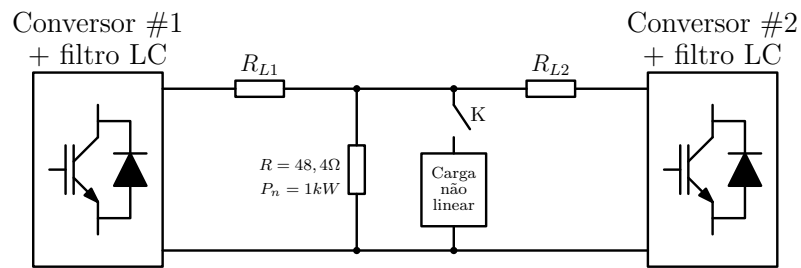 Conversor #1
+ filtro LC
Conversor #2
+ filtro LC
R_{L1}
R_{L2}
K
R = 48,4Ω
P_n = 1kW
Carga
não
linear